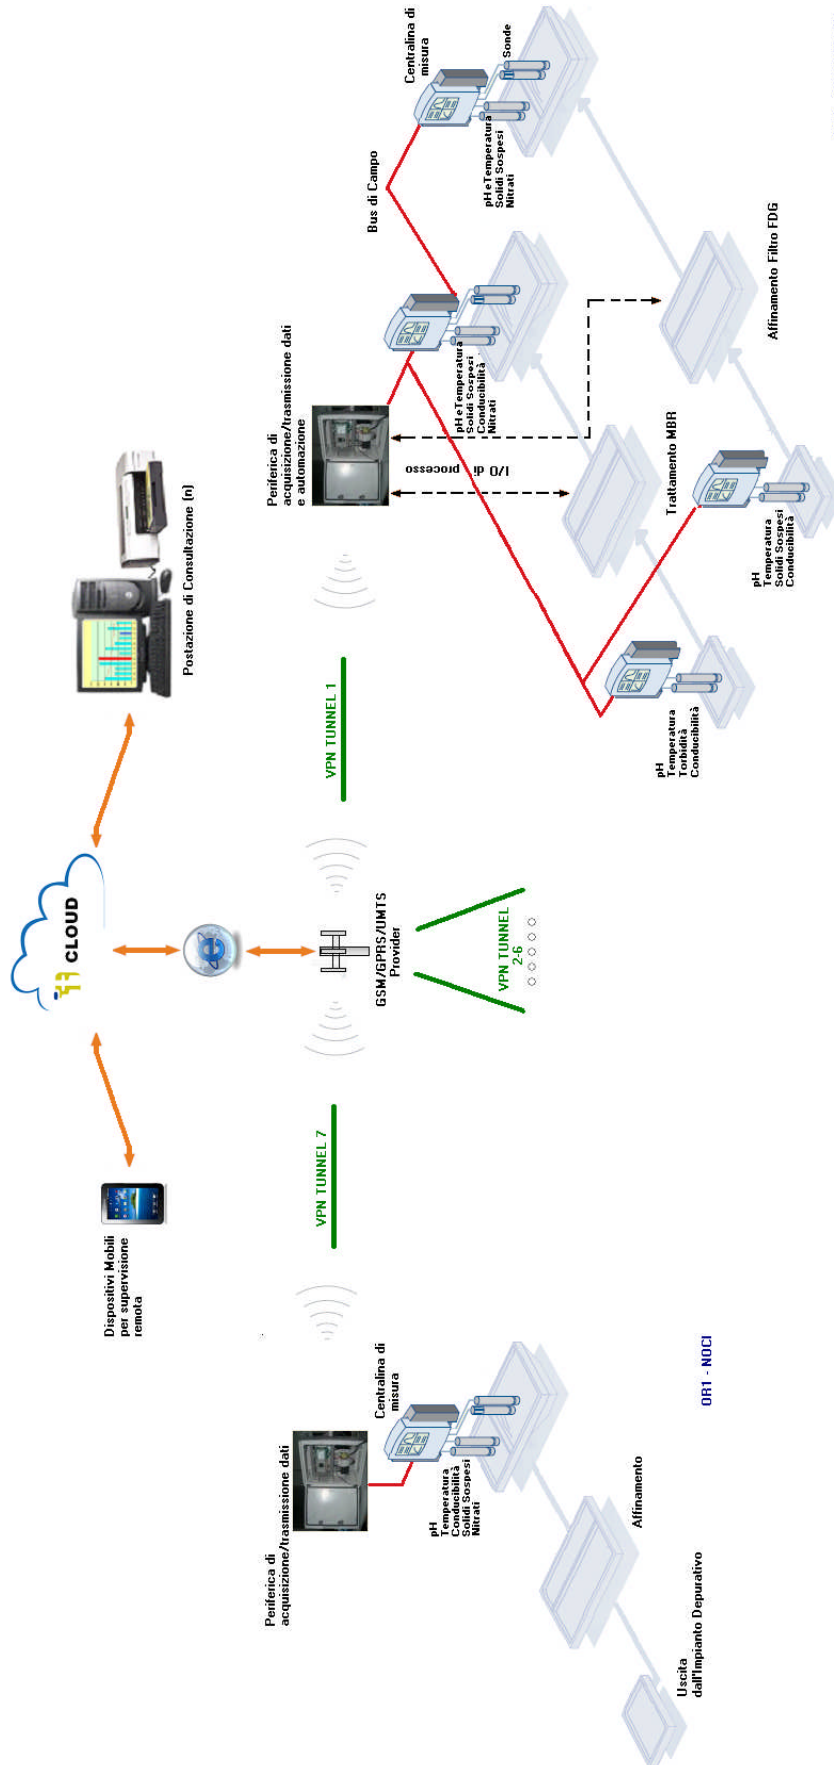 Centralina di
misura
Sonde
pH e Temperatura
Solidi Sospesi
Nitrati
Bus di Campo
Periferica di
acquisizione/trasmissione dati
e automazione
pH e Temperatura
Solidi Sospesi
Conducibilità
Nitrati
I/O di processo
Affinamento Filtro FDG
Trattamento MBR
pH
Temperatura
Solidi Sospesi
Conducibilità
pH
Temperatura
Torbidità
Conducibilità
Postazione di Consultazione (n)
VPN TUNNEL 1
CLOUD
GSM/GPRS/UMTS
Provider
VPN TUNNEL
2-6
VPN TUNNEL 7
Dispositivi Mobili
per supervisione
remota
Periferica di
acquisizione/trasmissione dati
Centralina di
misura
pH
Temperatura
Conducibilità
Solidi Sospesi
Nitrati
Affinamento
Uscita
dall'Impianto Depurativo
OR1 - NOCI